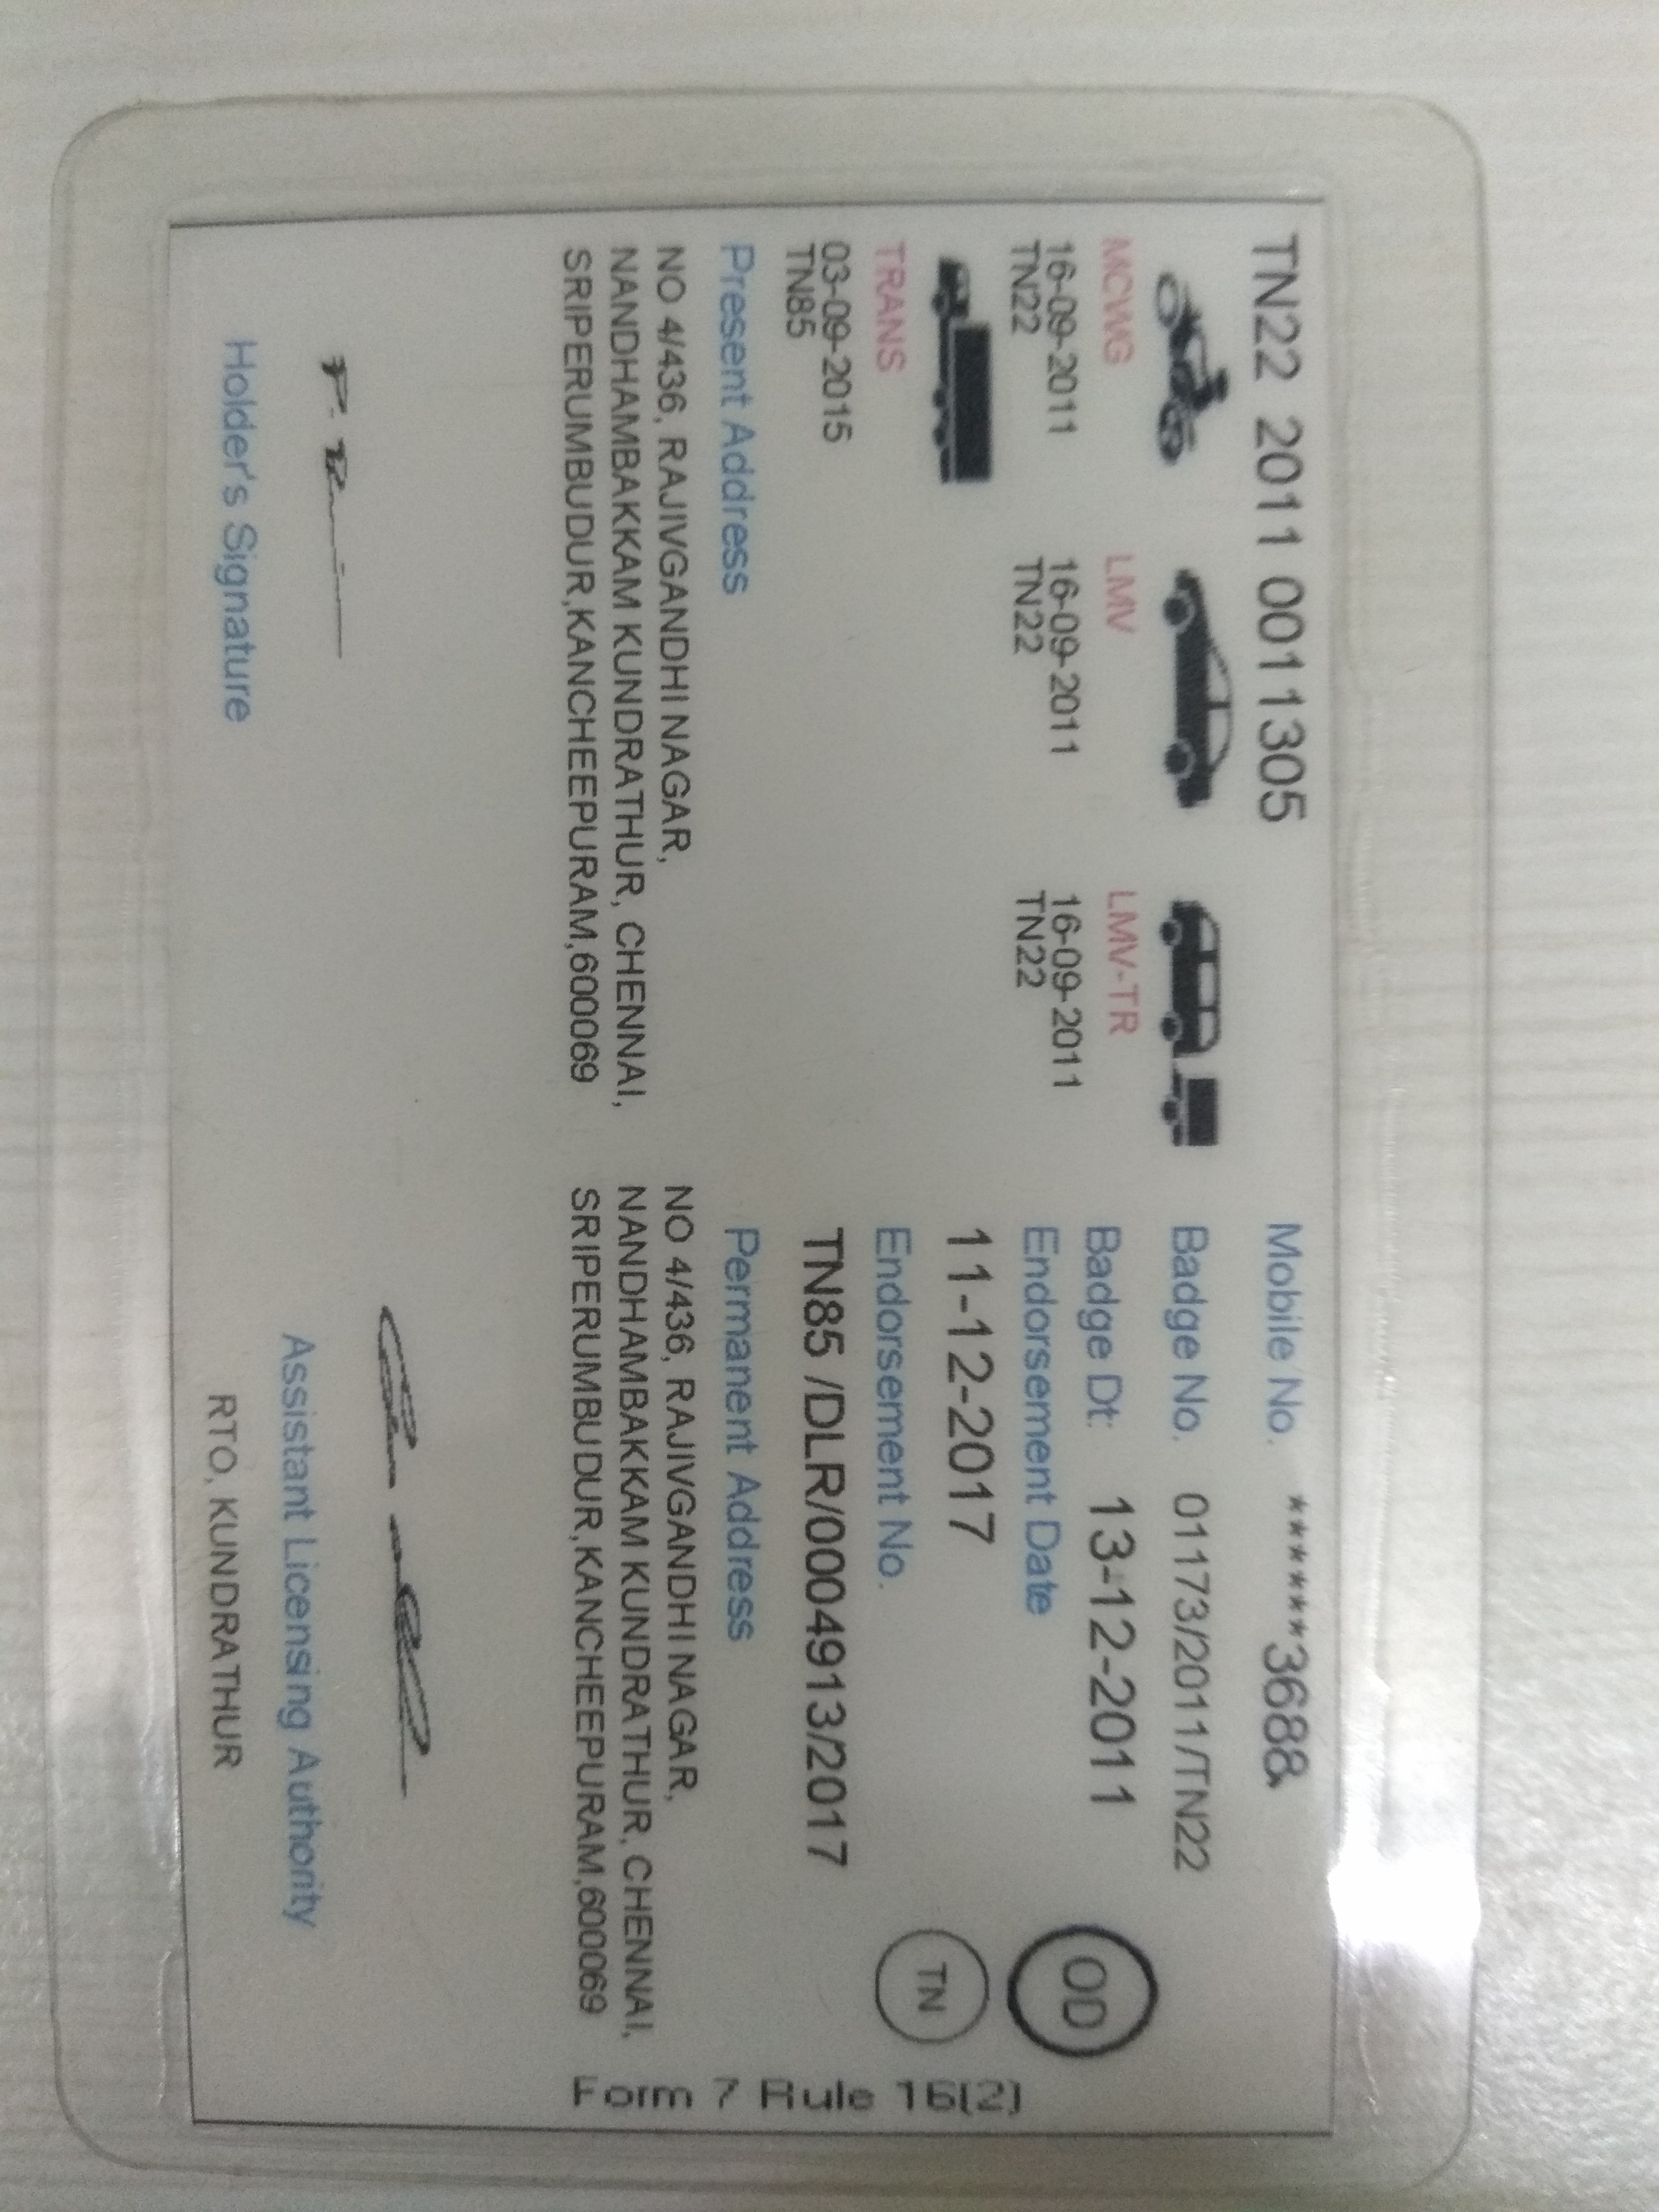 TN22 2011 0011305
Mobile No. *******3688
MCWG
16-09-2011
TN22
LMV
16-09-2011
TN22
LMV-TR
16-09-2011
TN22
Badge No. 01173/2011/TN22
Badge Dt: 13-12-2011
OD
Endorsement Date
11-12-2017
TN
TRANS
03-09-2015
TN85
Endorsement No.
TN85 /DLR/0004913/2017
Present Address
NO 4/436, RAJIVGANDHI NAGAR,
NANDHAMBAKKAM KUNDRATHUR, CHENNAI,
SRIPERUMBUDUR,KANCHEEPURAM,600069
Permanent Address
NO 4/436, RAJIVGANDHI NAGAR,
NANDHAMBAKKAM KUNDRATHUR, CHENNAI,
SRIPERUMBUDUR,KANCHEEPURAM,600069
Holder's Signature
Assistant Licensing Authority
RTO, KUNDRATHUR
16(2)